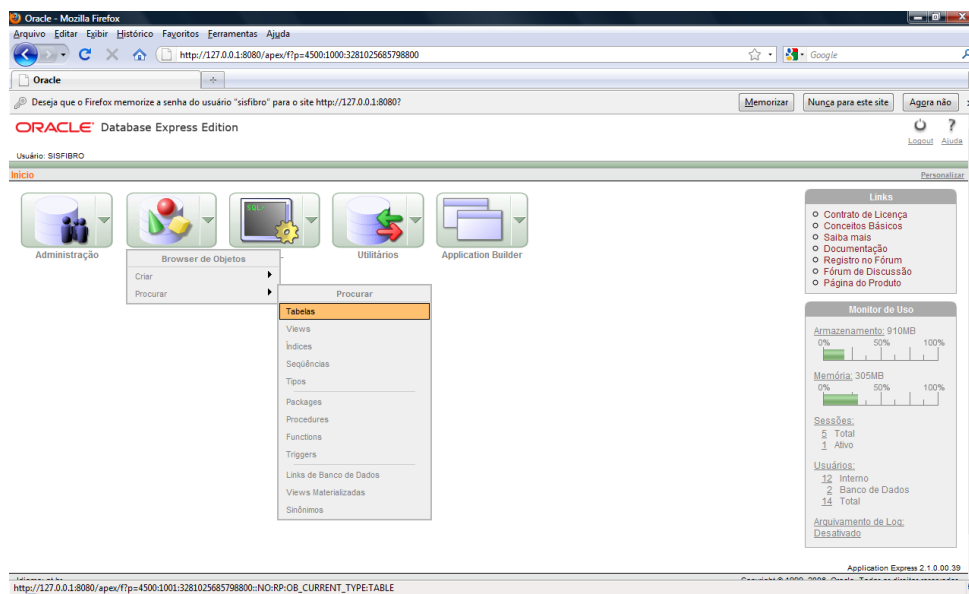 Oracle - Mozilla Firefox
Arquivo Editar Exibir Histórico Favoritos Ferramentas Ajuda
http://127.0.0.1:8080/apex/f?p=4500:1000:3281025685798800
Google
Oracle
Deseja que o Firefox memorize a senha do usuário "sisfibro" para o site http://127.0.0.1:8080?
Memorizar
Nunca para este site
Agora não
ORACLE Database Express Edition
Logout Ajuda
Usuário: SISFIBRO
Início
Personalizar
SQL>
Administração
Utilitários
Application Builder
Browser de Objetos
Criar
Procurar
Procurar
Tabelas
Views
Índices
Seqüências
Tipos
Packages
Procedures
Functions
Triggers
Links de Banco de Dados
Views Materializadas
Sinônimos
Links
Contrato de Licença
Conceitos Básicos
Saiba mais
Documentação
Registro no Fórum
Fórum de Discussão
Página do Produto
Monitor de Uso
Armazenamento: 910MB
0% 50% 100%
Memória: 305MB
0% 50% 100%
Sessões:
5 Total
1 Ativo
Usuários:
12 Interno
2 Banco de Dados
14 Total
Arquivamento de Log:
Desativado
Application Express 2.1.0.00.39
http://127.0.0.1:8080/apex/f?p=4500:1001:3281025685798800::NO:RP:OB_CURRENT_TYPE:TABLE